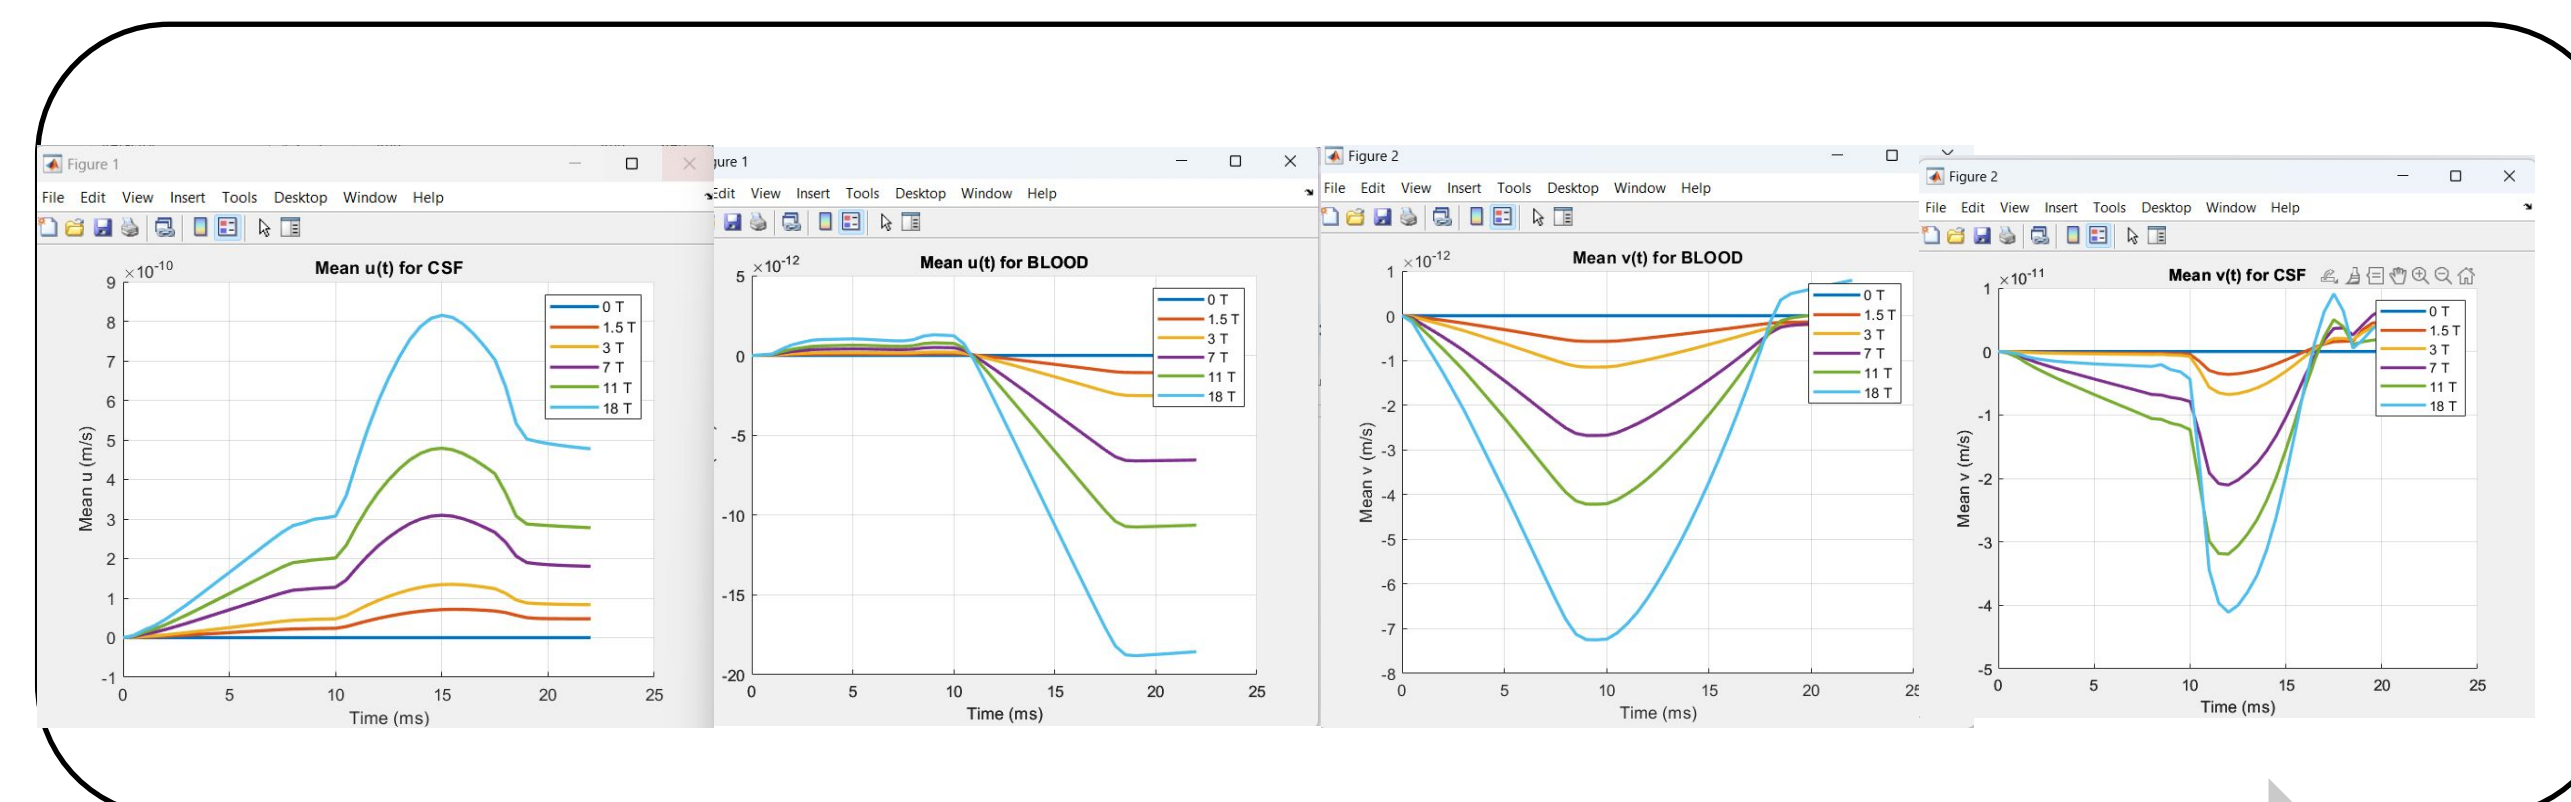 Figure 1
File Edit View Insert Tools Desktop Window Help
Mean u(t) for CSF
×10-10
9
8
7
6
5
4
3
2
1
0
-1
0 5 10 15 20 25
Mean u (m/s)
Time (ms)
0 T
1.5 T
3 T
7 T
11 T
18 T
gure 1
Edit View Insert Tools Desktop Window Help
Mean u(t) for BLOOD
×10-12
5
0
-5
-10
-15
-20
0 5 10 15 20 25
Time (ms)
0 T
1.5 T
3 T
7 T
11 T
18 T
Figure 2
File Edit View Insert Tools Desktop Window Help
Mean v(t) for BLOOD
×10-12
1
0
-1
-2
-3
-4
-5
-6
-7
-8
0 5 10 15 20 25
Mean v (m/s)
Time (ms)
0 T
1.5 T
3 T
7 T
11 T
18 T
Figure 2
File Edit View Insert Tools Desktop Window Help
Mean v(t) for CSF
×10-11
1
0
-1
-2
-3
-4
-5
0 5 10 15 20 25
Mean v (m/s)
Time (ms)
0 T
1.5 T
3 T
7 T
11 T
18 T